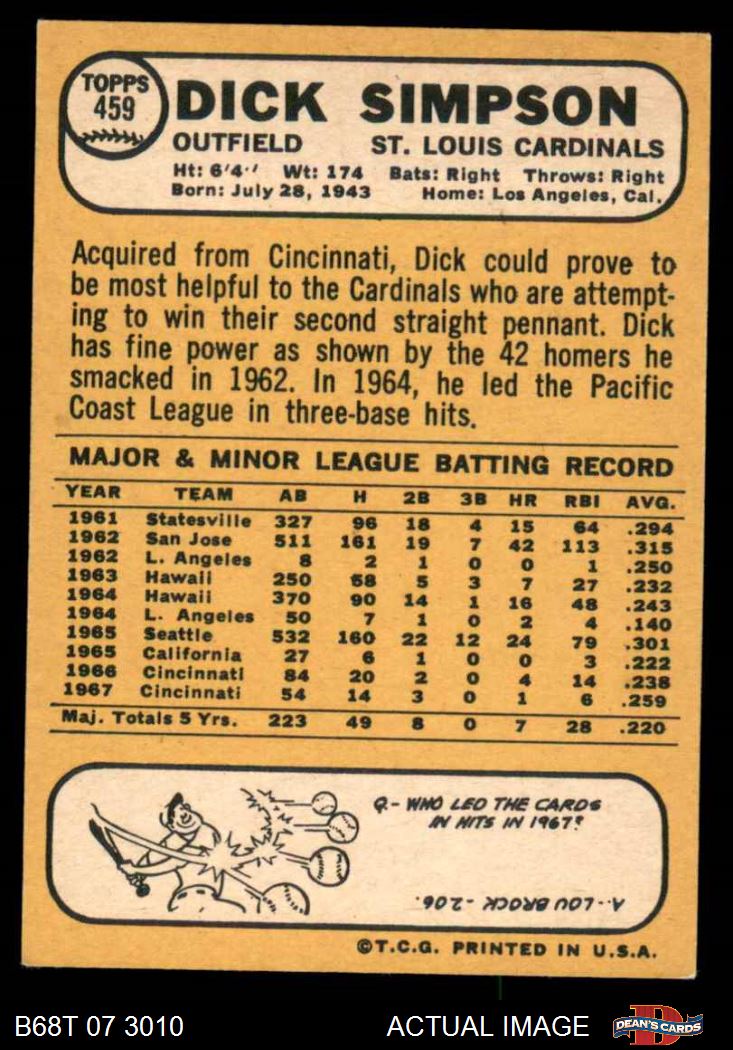 TOPPS
459
DICK SIMPSON
OUTFIELD ST. LOUIS CARDINALS
Ht: 6'4" Wt: 174 Bats: Right Throws: Right
Born: July 28, 1943 Home: Los Angeles, Cal.
Acquired from Cincinnati, Dick could prove to
be most helpful to the Cardinals who are attempt-
ing to win their second straight pennant. Dick
has fine power as shown by the 42 homers he
smacked in 1962. In 1964, he led the Pacific
Coast League in three-base hits.
MAJOR & MINOR LEAGUE BATTING RECORD
YEAR TEAM AB H 2B 3B HR RBI AVG.
1961 Statesville 327 96 18 4 15 64 .294
1962 San Jose 511 161 19 7 42 113 .315
1962 L. Angeles 8 2 1 0 0 1 .250
1963 Hawaii 250 58 5 3 7 27 .232
1964 Hawaii 370 90 14 1 16 48 .243
1964 L. Angeles 50 7 1 0 2 4 .140
1965 Seattle 532 160 22 12 24 79 .301
1965 California 27 6 1 0 0 3 .222
1966 Cincinnati 84 20 2 0 4 14 .238
1967 Cincinnati 54 14 3 0 1 6 .259
Maj. Totals 5 Yrs. 223 49 8 0 7 28 .220
Q.- WHO LED THE CARDS
IN HITS IN 1967?
A.- LOU BROCK - 206.
©T.C.G. PRINTED IN U.S.A.
B68T 07 3010 ACTUAL IMAGE DEAN'S CARDS